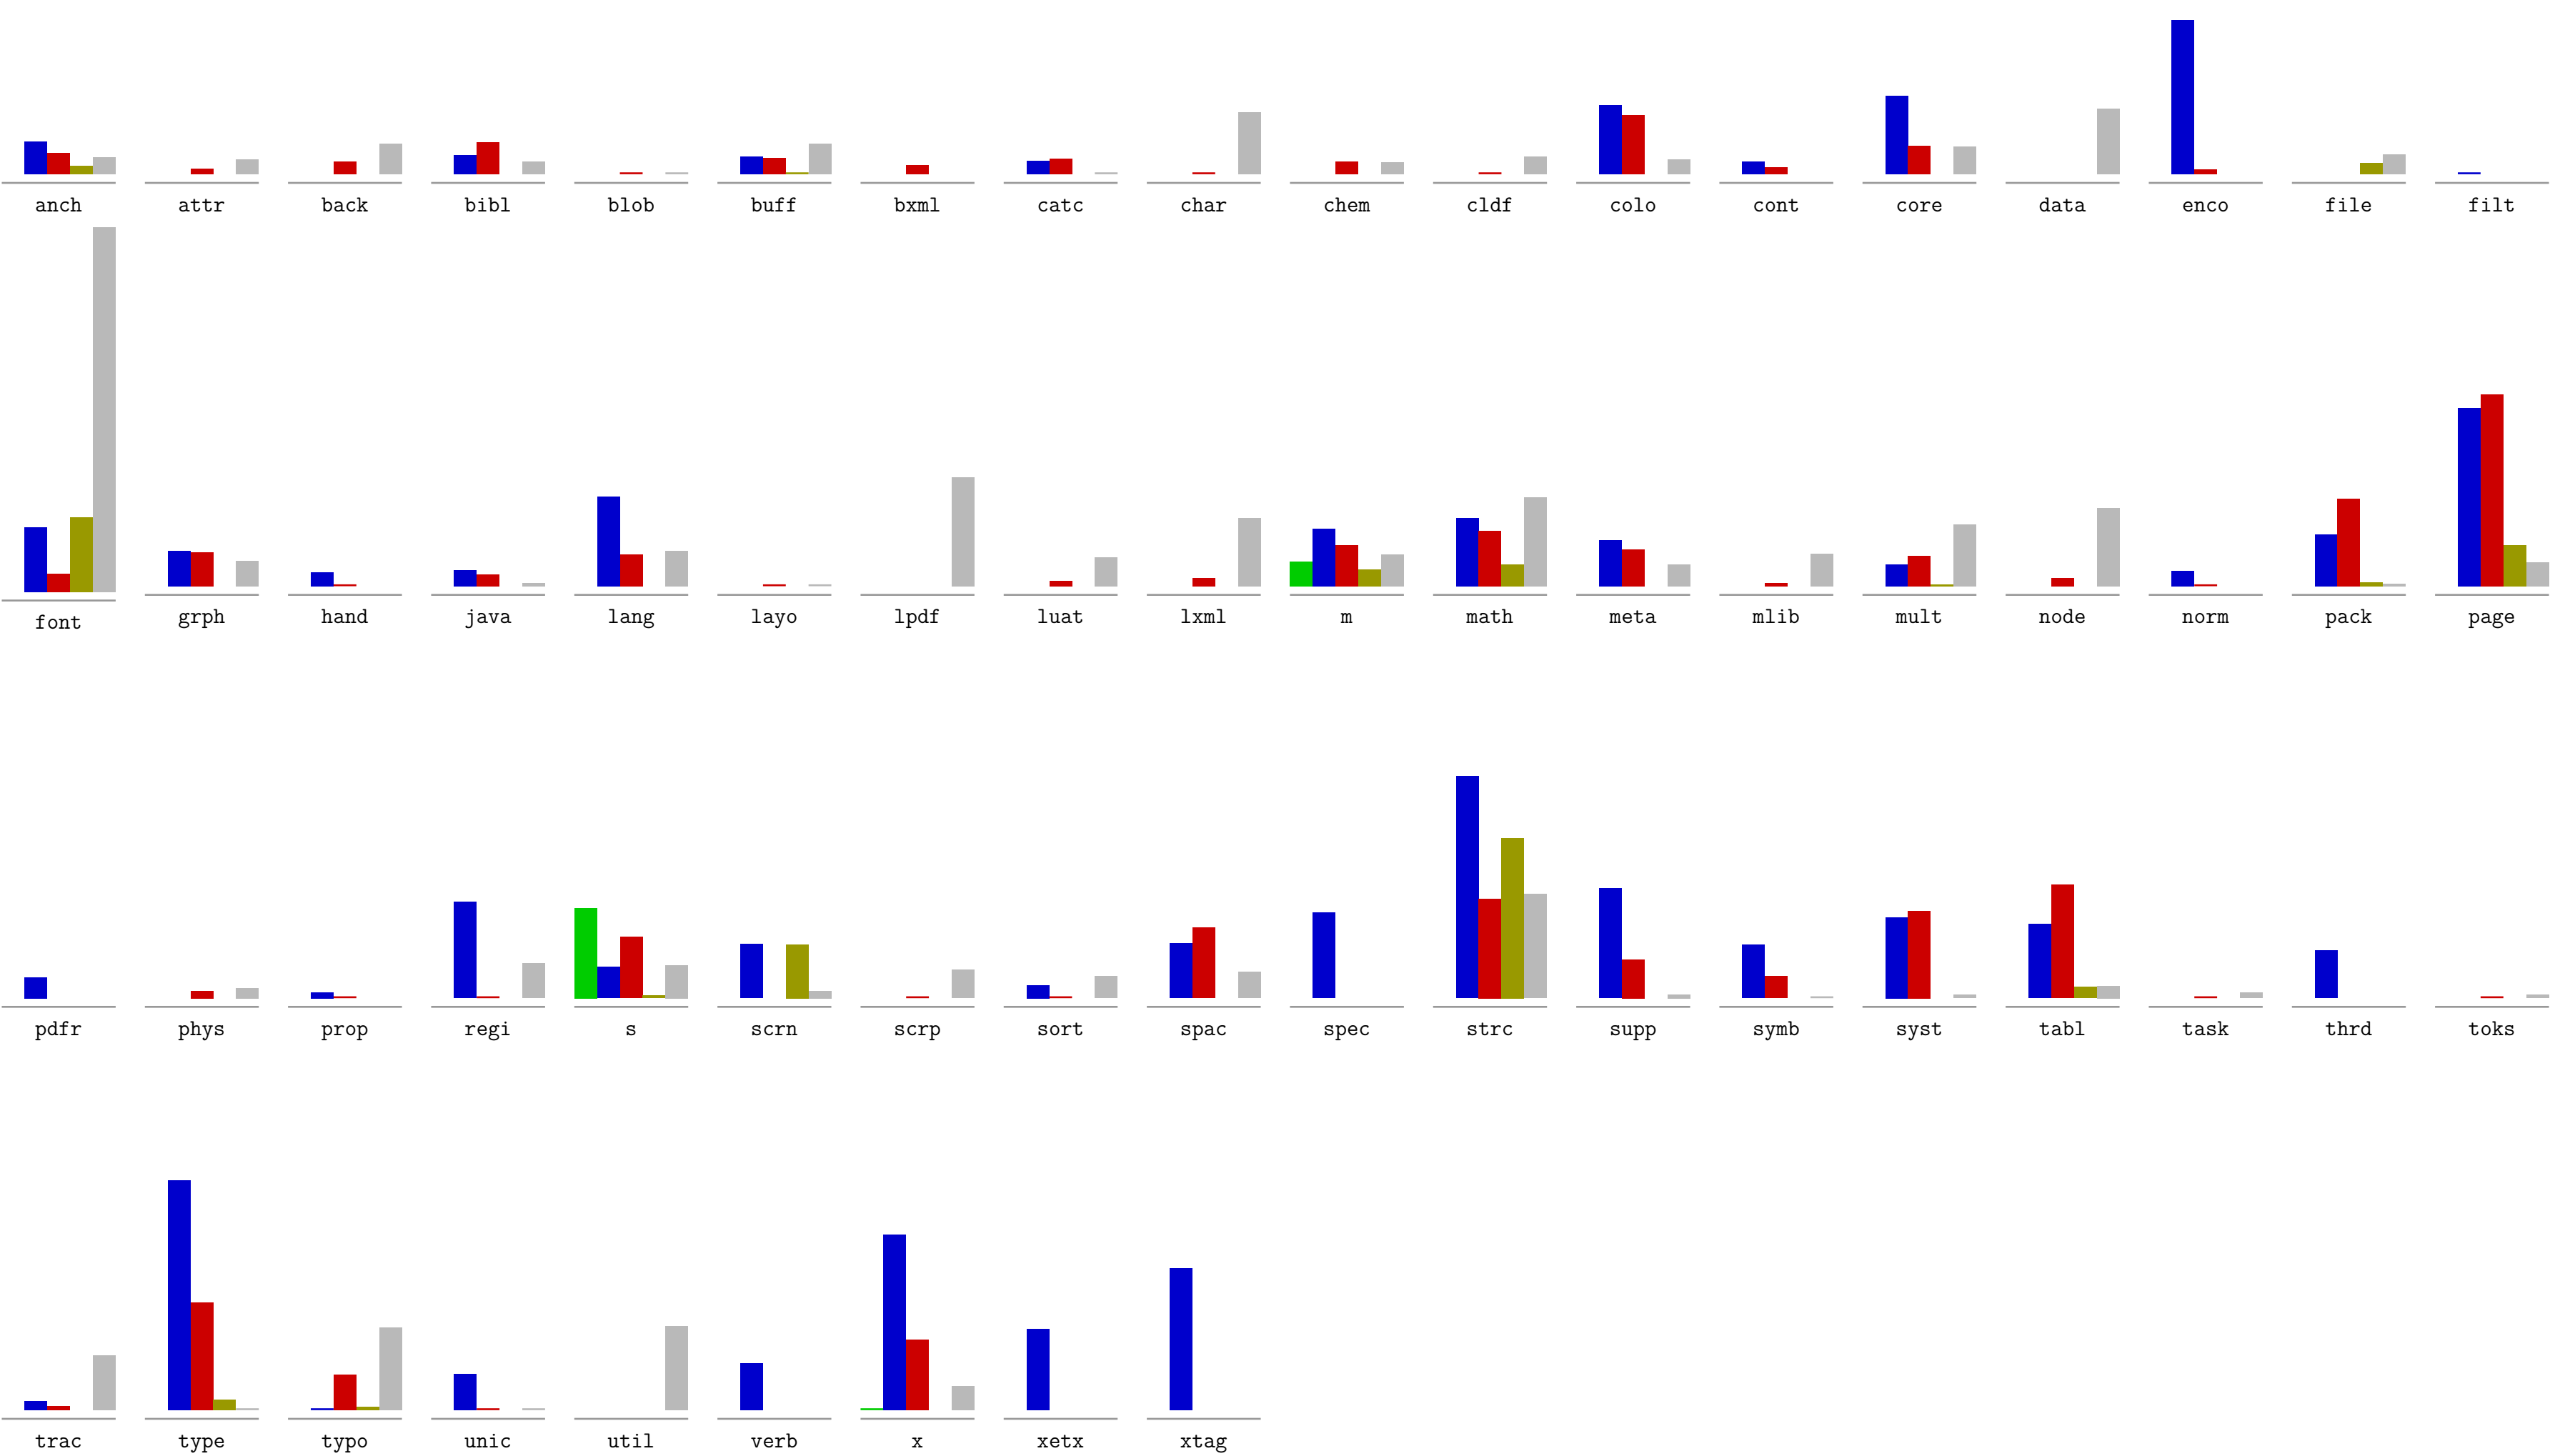 anch attr back bibl blob buff bxml catc char chem cldf colo cont core data enco file filt
font grph hand java lang layo lpdf luat lxml m math meta mlib mult node norm pack page
pdfr phys prop regi s scrn scrp sort spac spec strc supp symb syst tabl task thrd toks
trac type typo unic util verb x xetx xtag